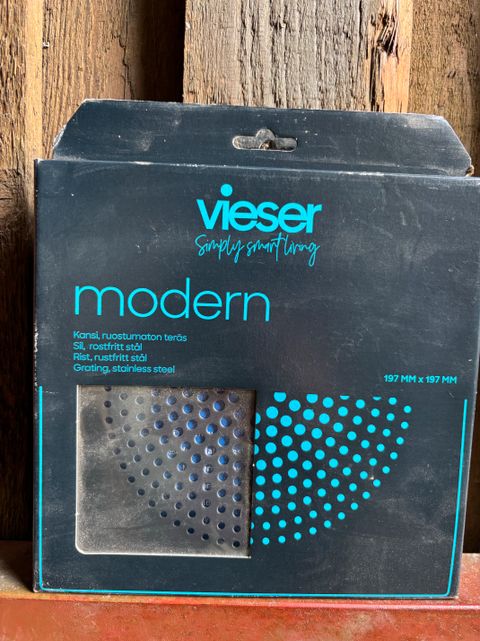 vieser
Simply smart living
modern
Kansi, ruostumaton teräs
Sil, rostfritt stål
Rist, rustfritt stål
Grating, stainless steel
197 MM x 197 MM